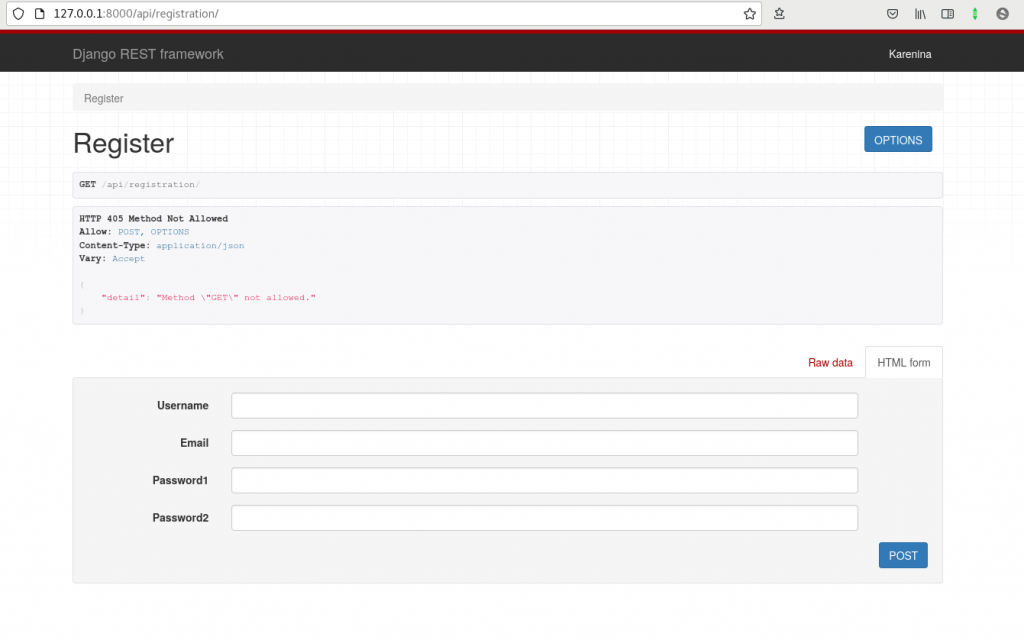 127.0.0.1:8000/api/registration/
Django REST framework
Karenina
Register
Register
OPTIONS
GET /api/registration/
HTTP 405 Method Not Allowed
Allow: POST, OPTIONS
Content-Type: application/json
Vary: Accept
{
"detail": "Method \"GET\" not allowed."
}
Raw data
HTML form
Username
Email
Password1
Password2
POST